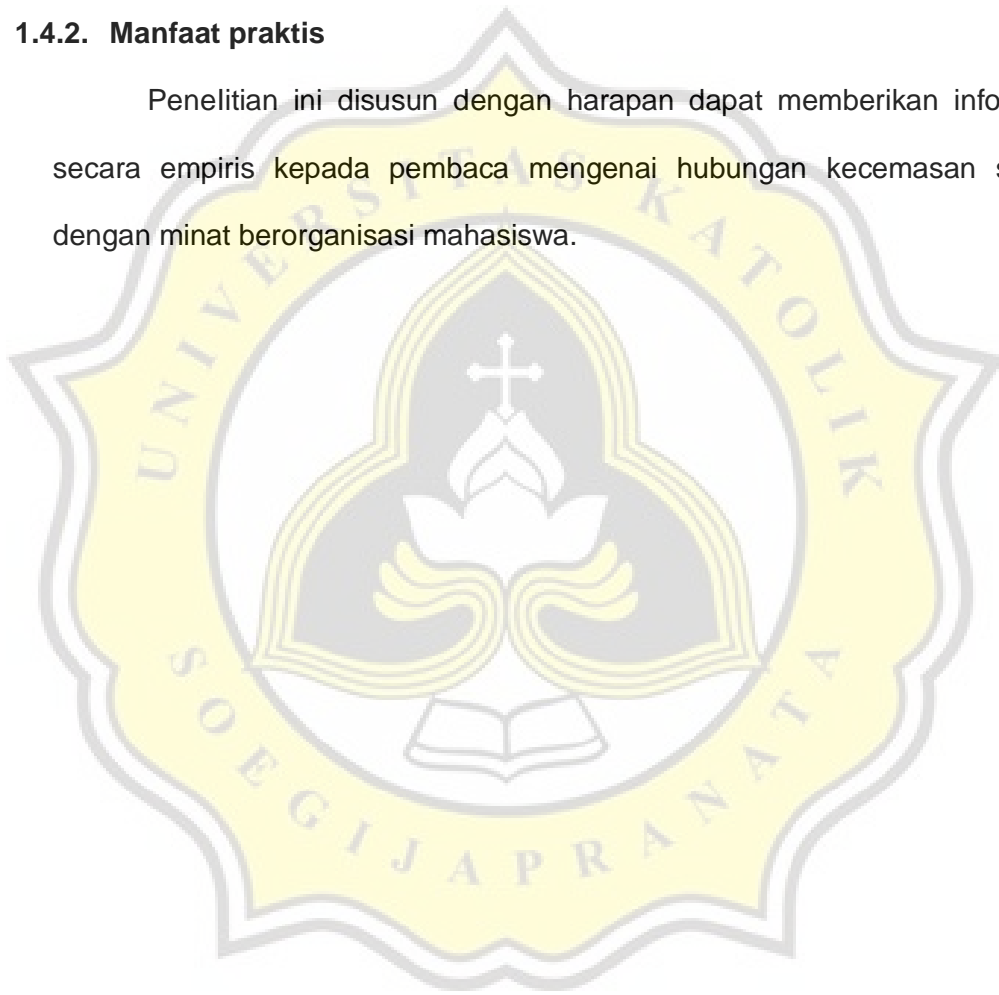 1.4.2. Manfaat praktis
Penelitian ini disusun dengan harapan dapat memberikan info
secara empiris kepada pembaca mengenai hubungan kecemasan s
dengan minat berorganisasi mahasiswa.
UNIVERSITAS KATOLIK
SOEGIJAPRANATA